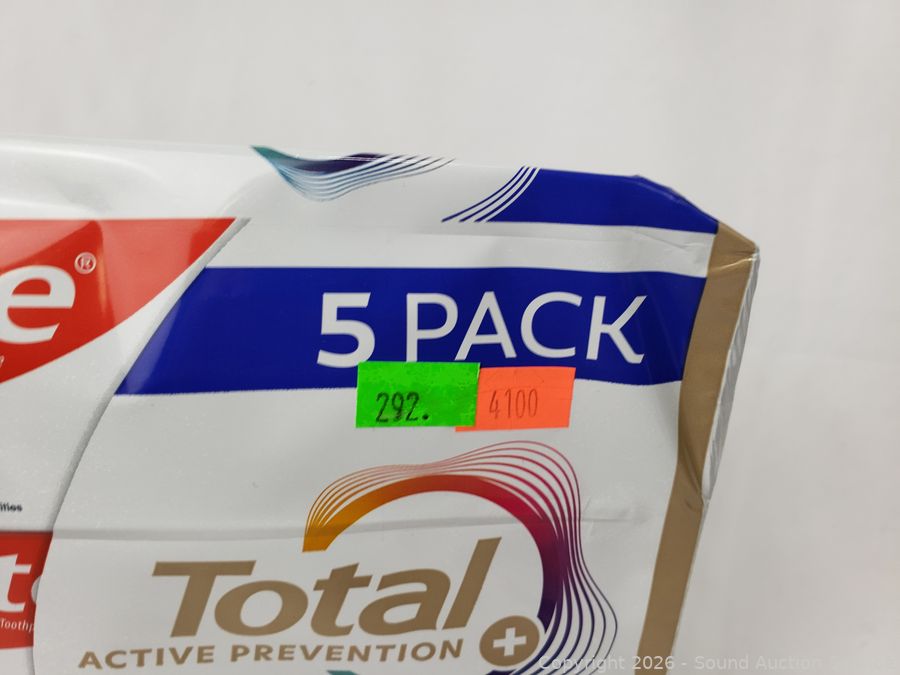 e®
5 PACK
292.
4100
Total
ACTIVE PREVENTION +
Copyright 2026 - Sound Auction